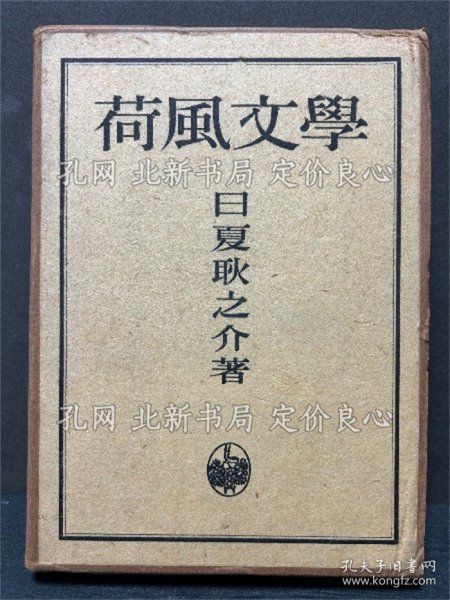 荷風文學
孔网 北新书局 定价良心
日夏耿之介著
孔网 北新书局 定价良心
孔夫子旧书网
www.kongfz.com